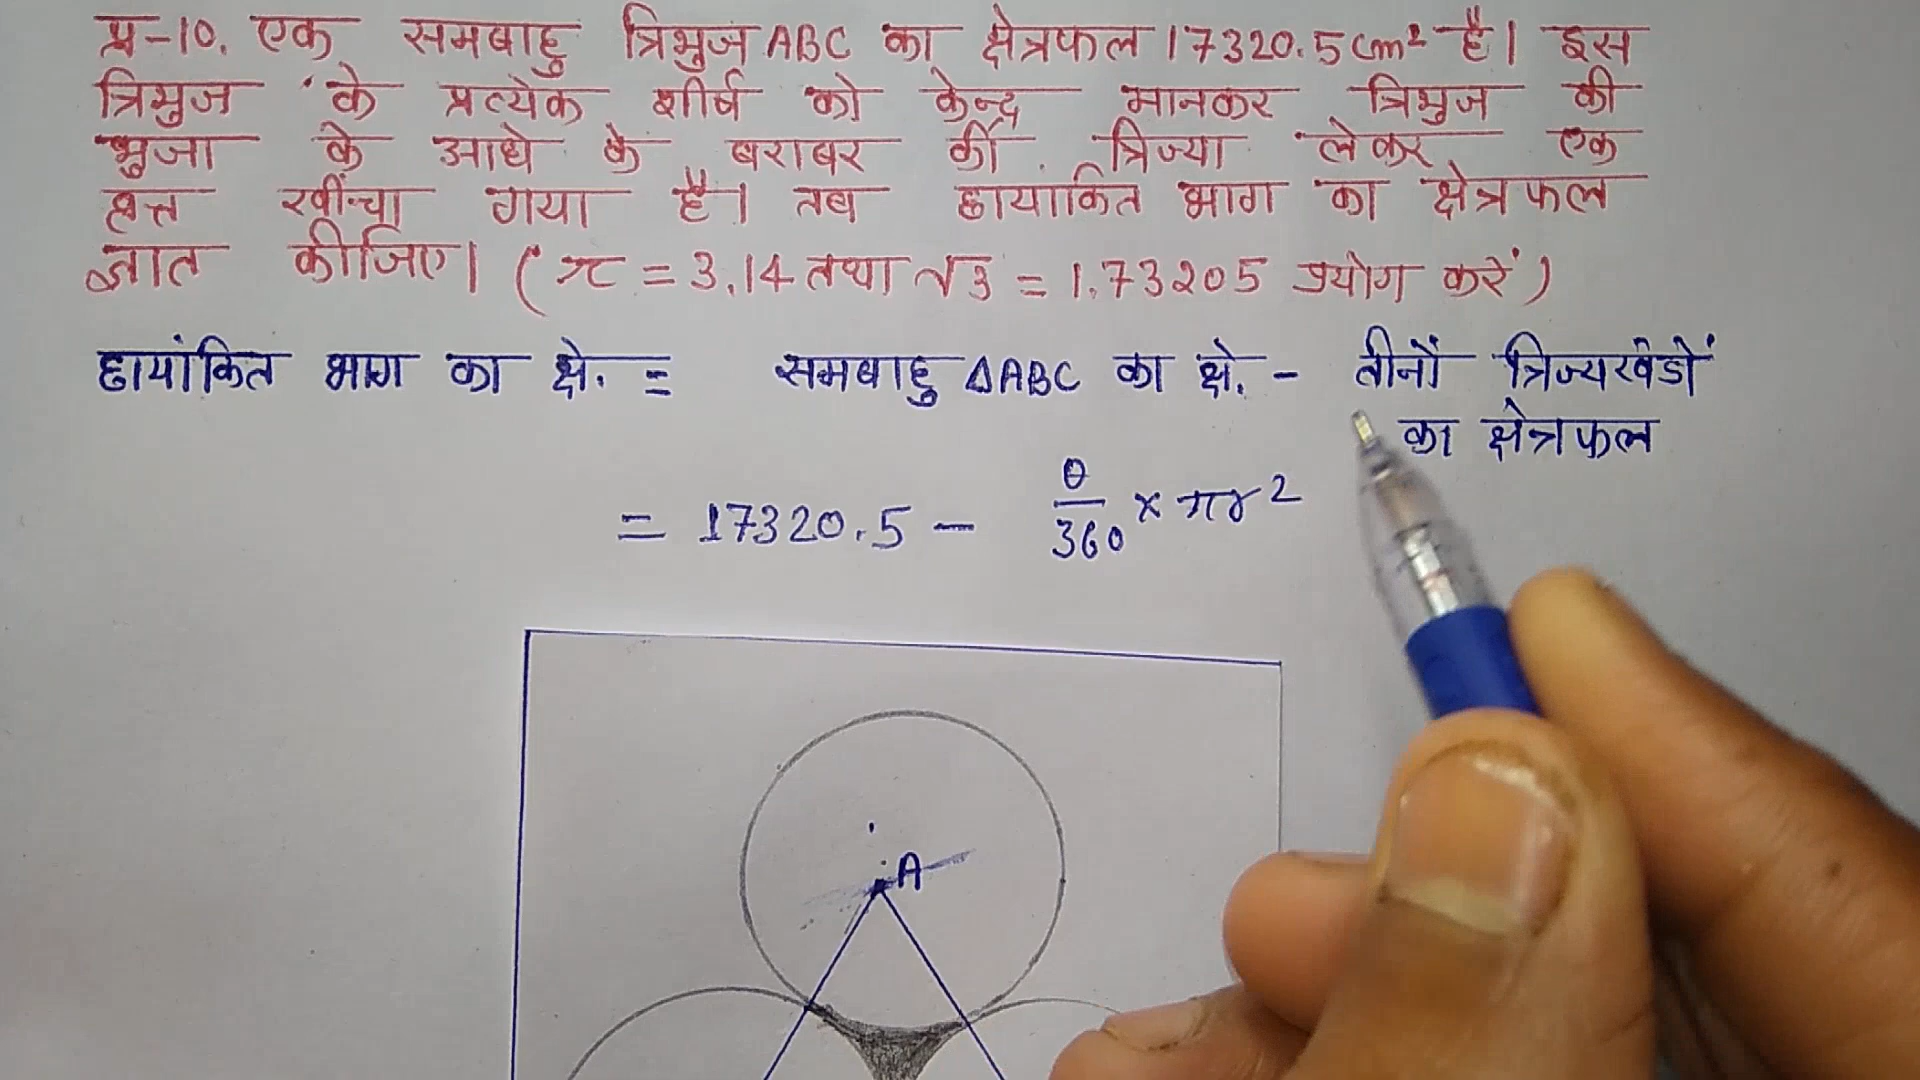 प्र-10. एक समबाहु त्रिभुज ABC का क्षेत्रफल 17320.5 cm² है। इस
त्रिभुज के प्रत्येक शीर्ष को केन्द्र मानकर त्रिभुज की
भुजा के आधे के बराबर की त्रिज्या लेकर एक
वृत्त खींचा गया है। तब छायांकित भाग का क्षेत्रफल
ज्ञात कीजिए। (π = 3.14 तथा √3 = 1.73205 प्रयोग करें)
छायांकित भाग का क्षे. = समबाहु ΔABC का क्षे. - तीनों त्रिज्यखंडों
का क्षेत्रफल
= 17320.5 - θ/360 × πr²
A